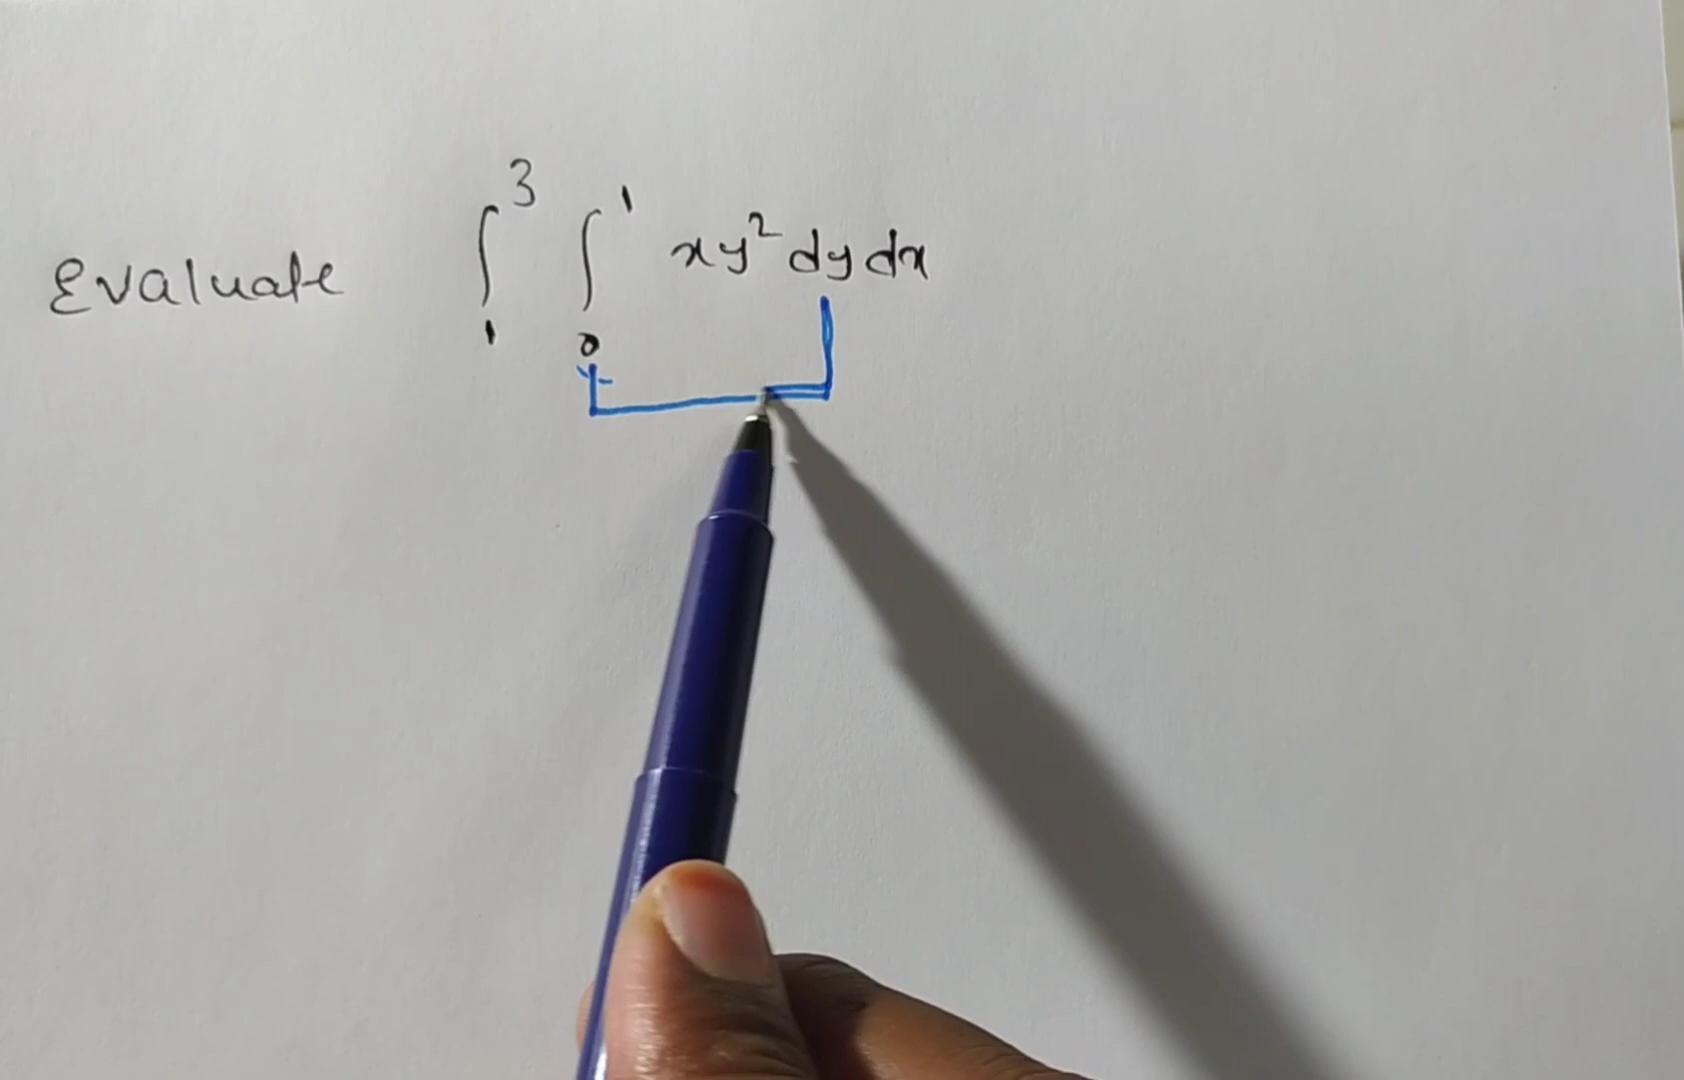 Evaluate ∫₁³ ∫₀¹ xy² dy dx